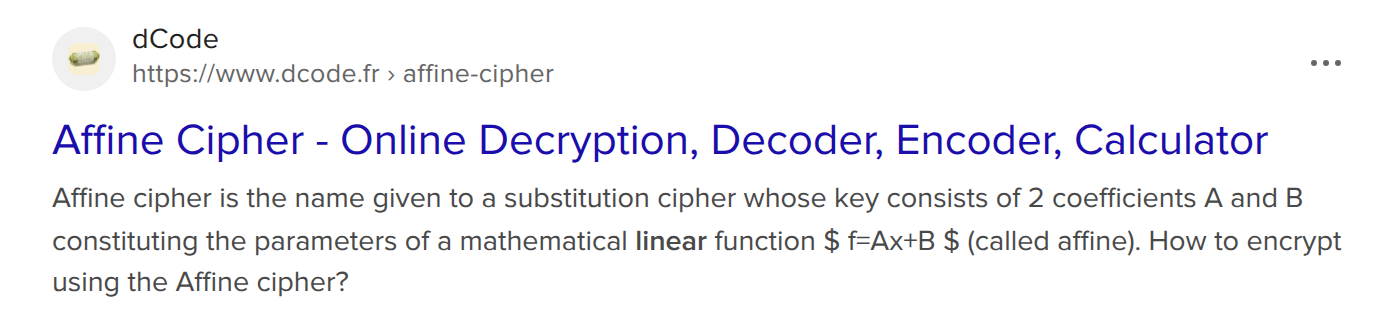 dCode
https://www.dcode.fr › affine-cipher
Affine Cipher - Online Decryption, Decoder, Encoder, Calculator
Affine cipher is the name given to a substitution cipher whose key consists of 2 coefficients A and B
constituting the parameters of a mathematical linear function $ f=Ax+B $ (called affine). How to encrypt
using the Affine cipher?